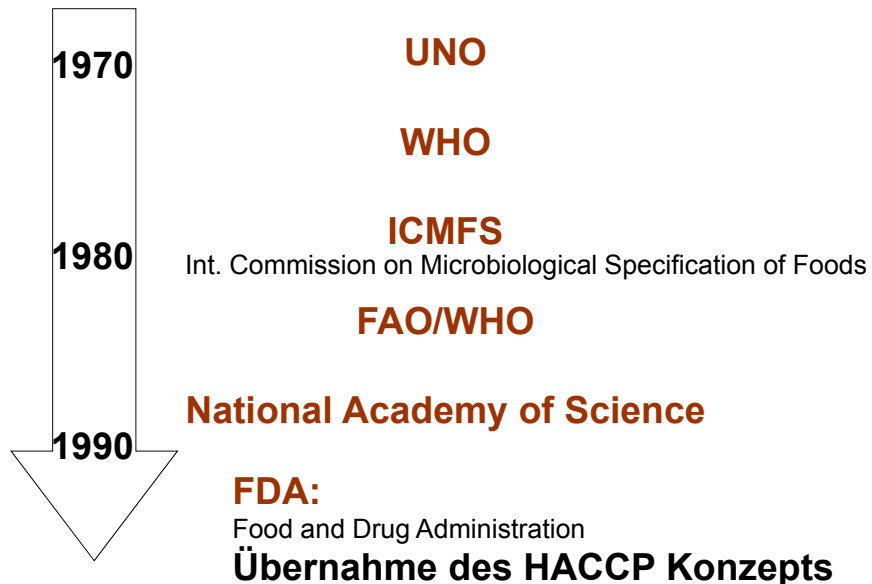 1970
UNO
WHO
ICMFS
1980
Int. Commission on Microbiological Specification of Foods
FAO/WHO
National Academy of Science
1990
FDA:
Food and Drug Administration
Übernahme des HACCP Konzepts